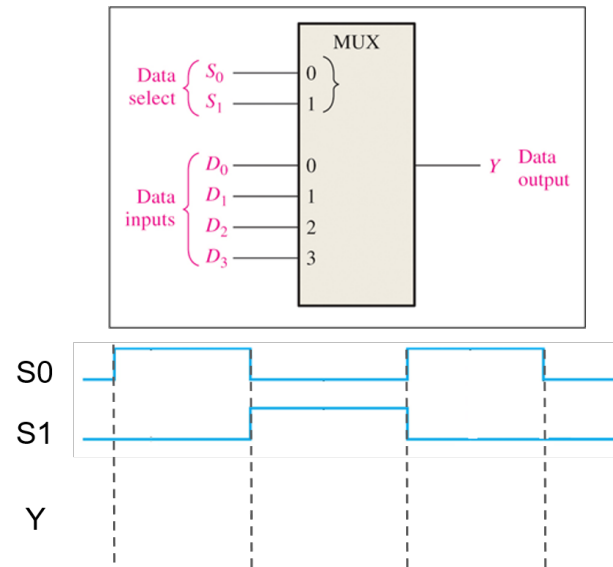 MUX
Data select { S₀ 0 }
S₁ 1
Data inputs { D₀ 0
D₁ 1
D₂ 2
D₃ 3
Y Data output
S0
S1
Y